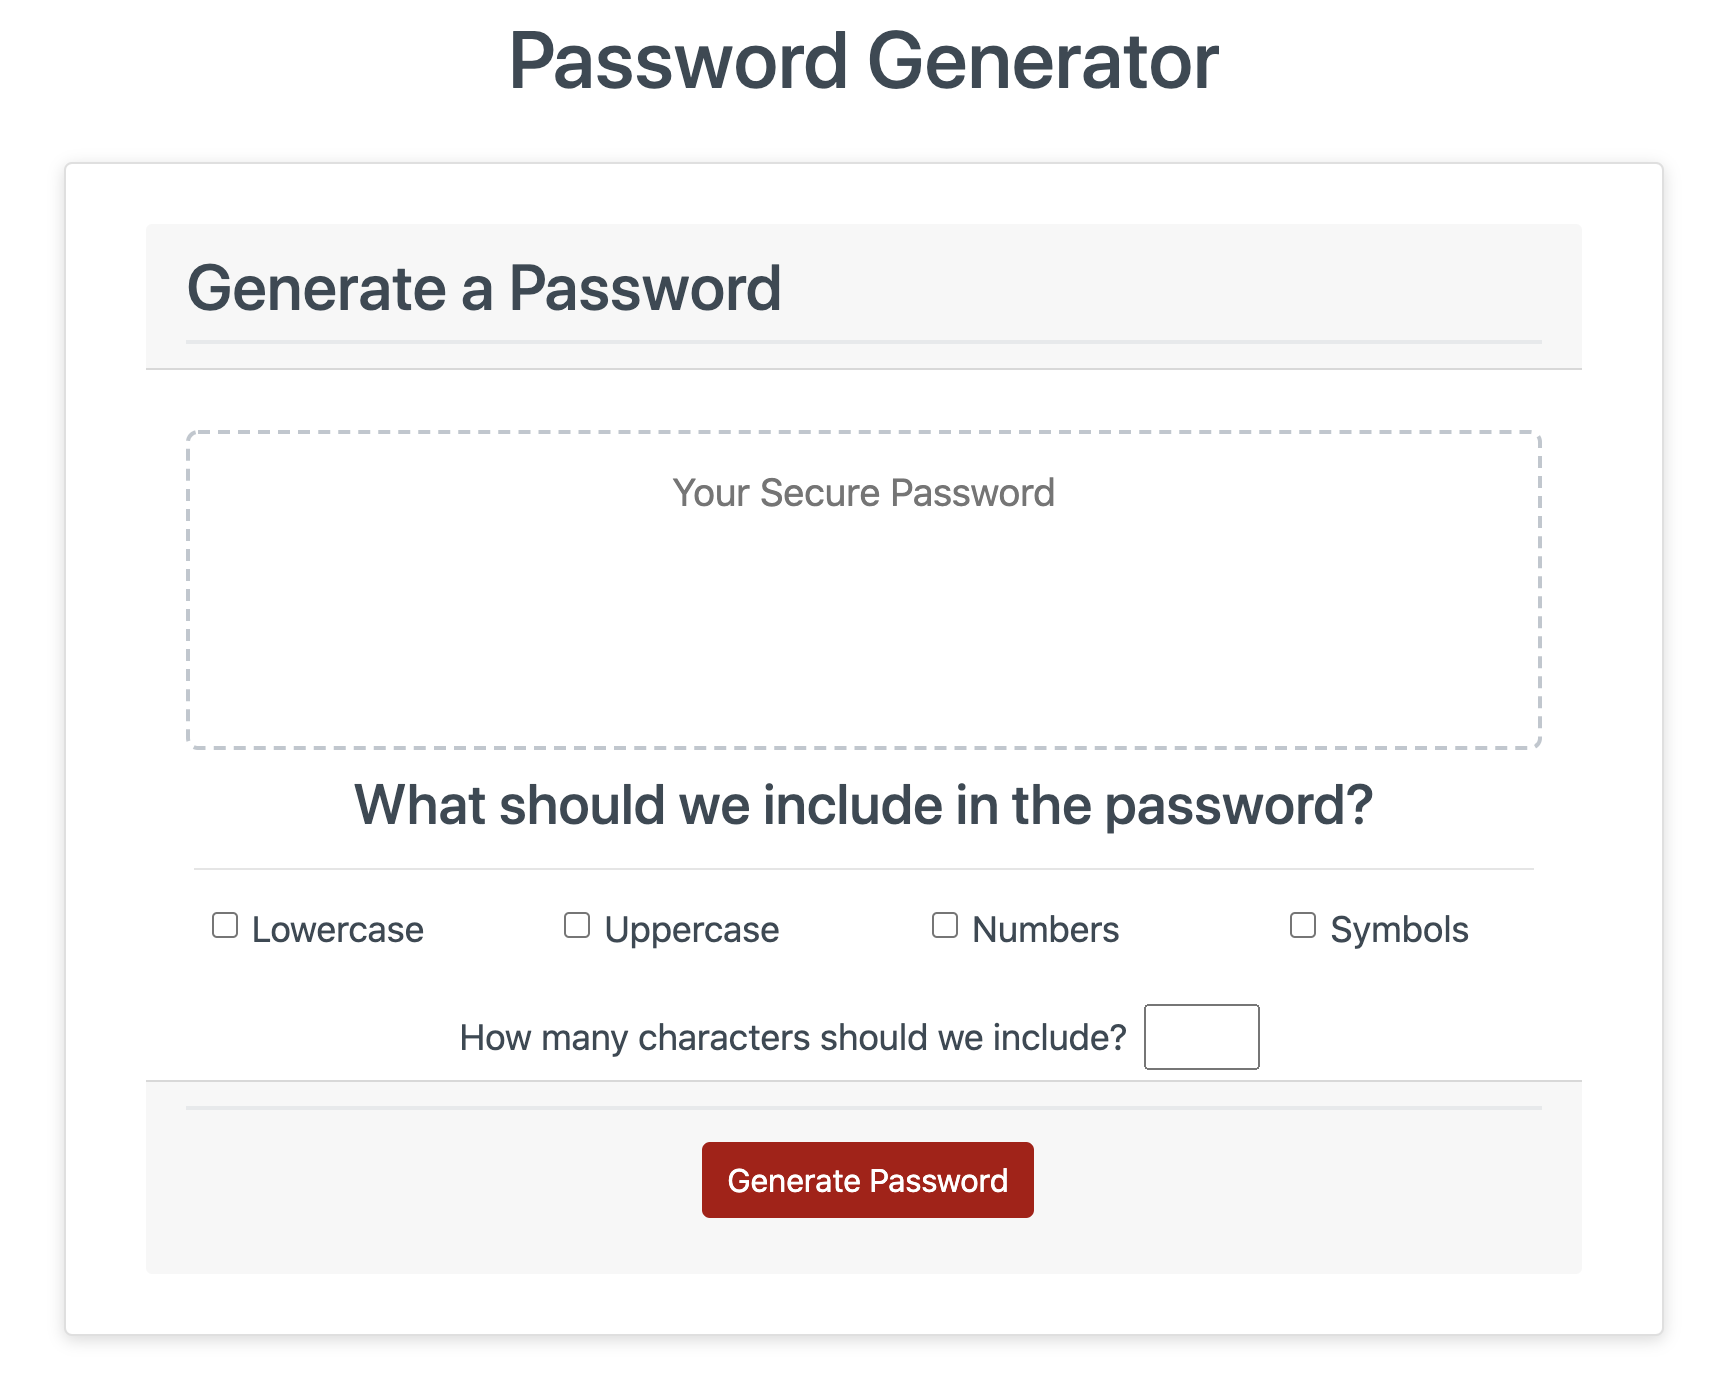 Password Generator
Generate a Password
Your Secure Password
What should we include in the password?
Lowercase Uppercase Numbers Symbols
How many characters should we include?
Generate Password